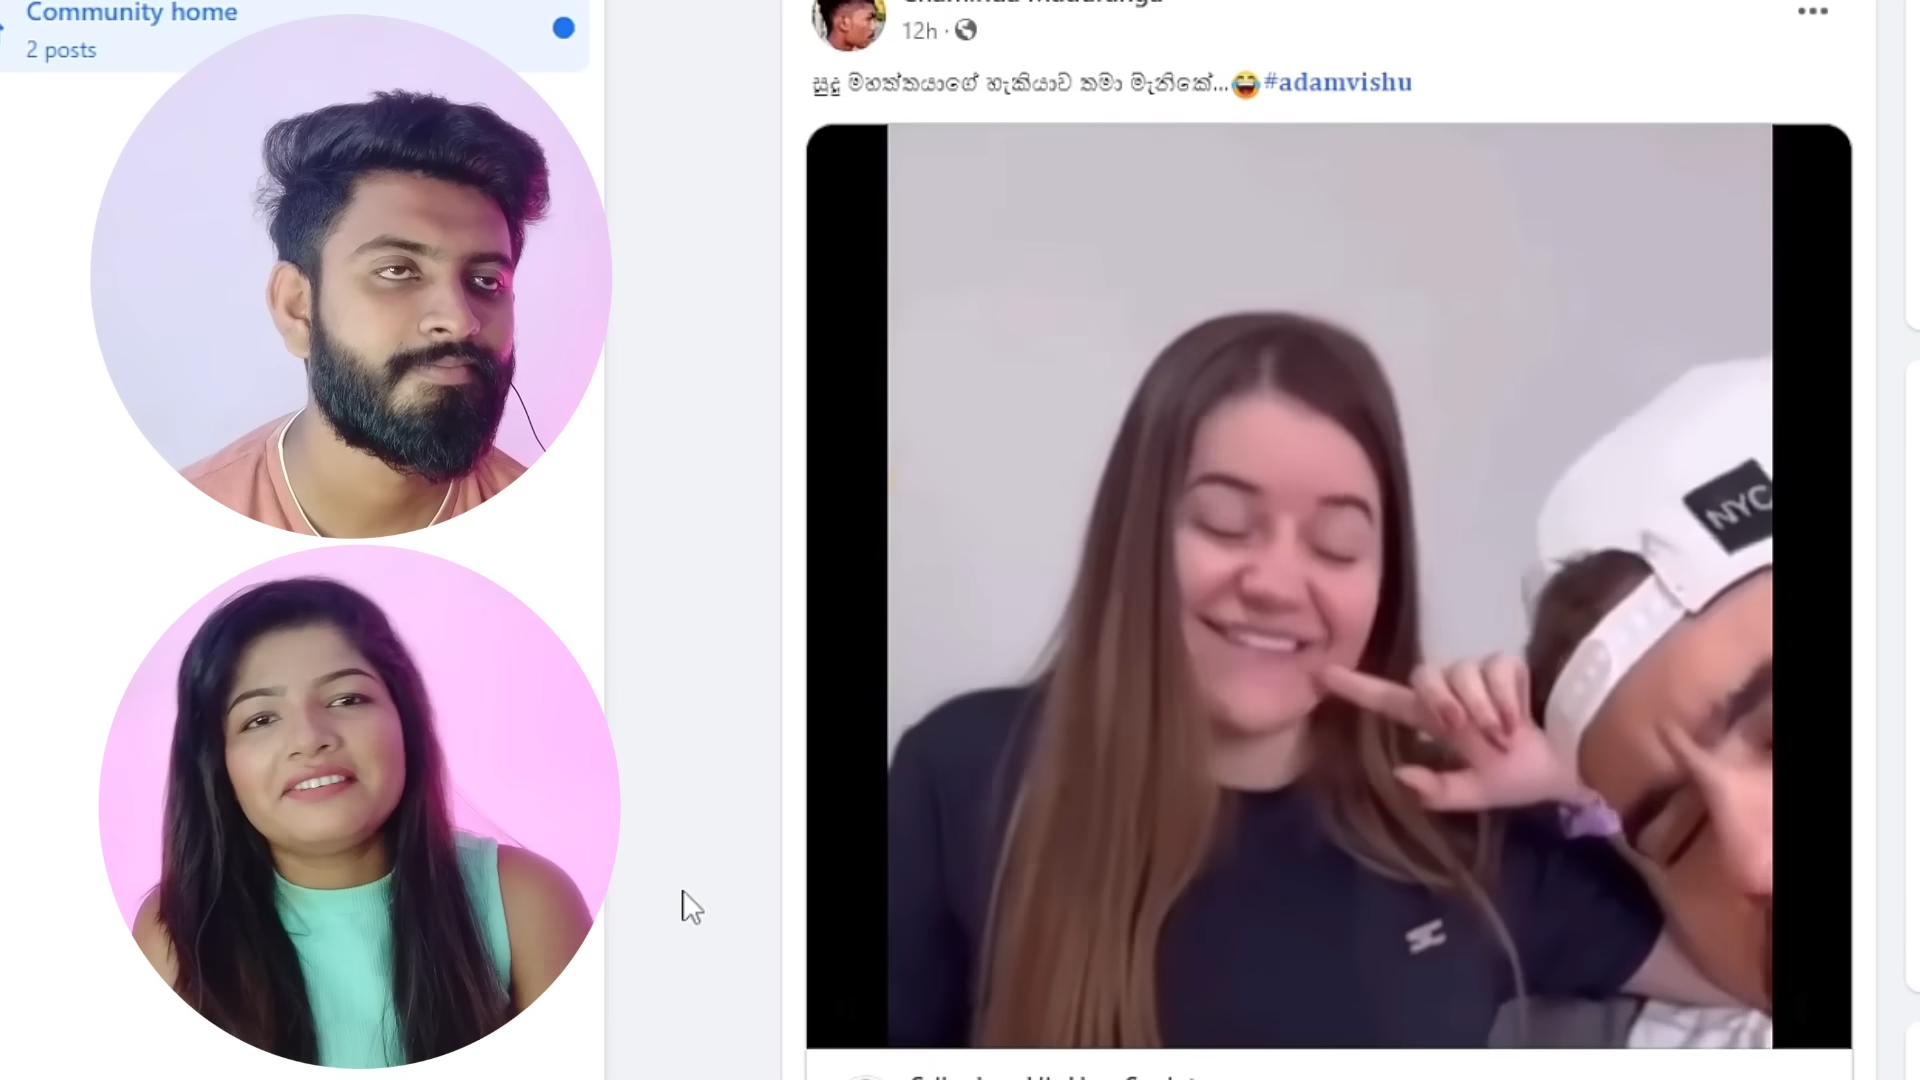 Community home
2 posts
12h ·
සුදු මහත්තයාගේ හැකියාව තමා මැනිකේ...😂#adamvishu
NYC